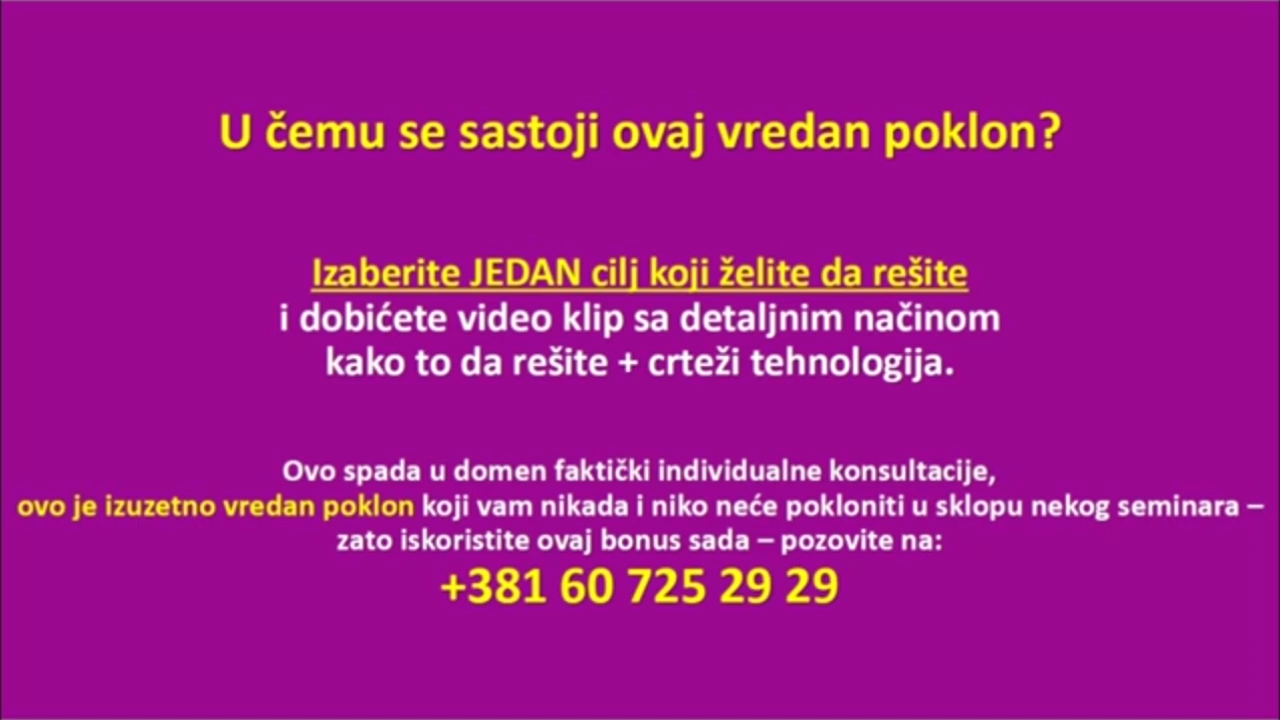 U čemu se sastoji ovaj vredan poklon?
Izaberite JEDAN cilj koji želite da rešite
i dobićete video klip sa detaljnim načinom
kako to da rešite + crteži tehnologija.
Ovo spada u domen faktički individualne konsultacije,
ovo je izuzetno vredan poklon koji vam nikada i niko neće pokloniti u sklopu nekog seminara –
zato iskoristite ovaj bonus sada – pozovite na:
+381 60 725 29 29